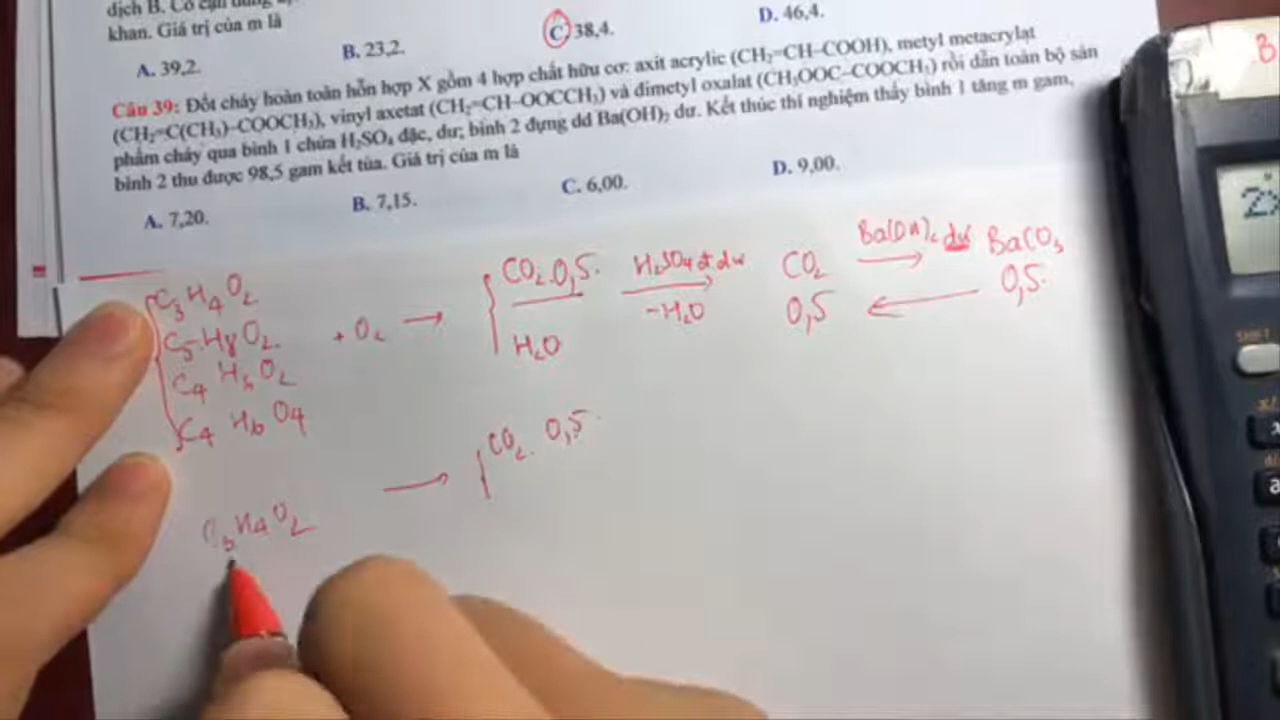 dịch B. Cô cạn dung
khan. Giá trị của m là
A. 39,2. B. 23,2. C. 38,4. D. 46,4.
Câu 39: Đốt cháy hoàn toàn hỗn hợp X gồm 4 hợp chất hữu cơ: axit acrylic (CH₂=CH–COOH), metyl metacrylat
(CH₂=C(CH₃)–COOCH₃), vinyl axetat (CH₂=CH–OOCCH₃) và đimetyl oxalat (CH₃OOC–COOCH₃) rồi dẫn toàn bộ sản
phẩm cháy qua bình 1 chứa H₂SO₄ đặc, dư; bình 2 đựng dd Ba(OH)₂ dư. Kết thúc thí nghiệm thấy bình 1 tăng m gam,
bình 2 thu được 98,5 gam kết tủa. Giá trị của m là
A. 7,20. B. 7,15. C. 6,00. D. 9,00.
C₃H₄O₂
C₅H₈O₂
C₄H₆O₂
C₄H₆O₄
+ O₂ →
CO₂ 0,5.
H₂O
H₂SO₄ đ dư
-H₂O
CO₂
0,5
Ba(OH)₂ dư
BaCO₃
0,5.
→ CO₂ 0,5.
C₃H₄O₂
B
2x
SHIFT